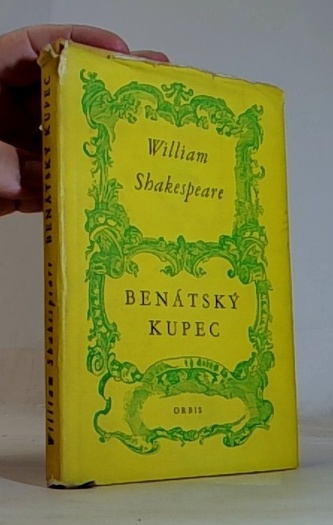 William
Shakespeare
BENÁTSKÝ
KUPEC
ORBIS
William Shakespeare BENÁTSKÝ KUPEC